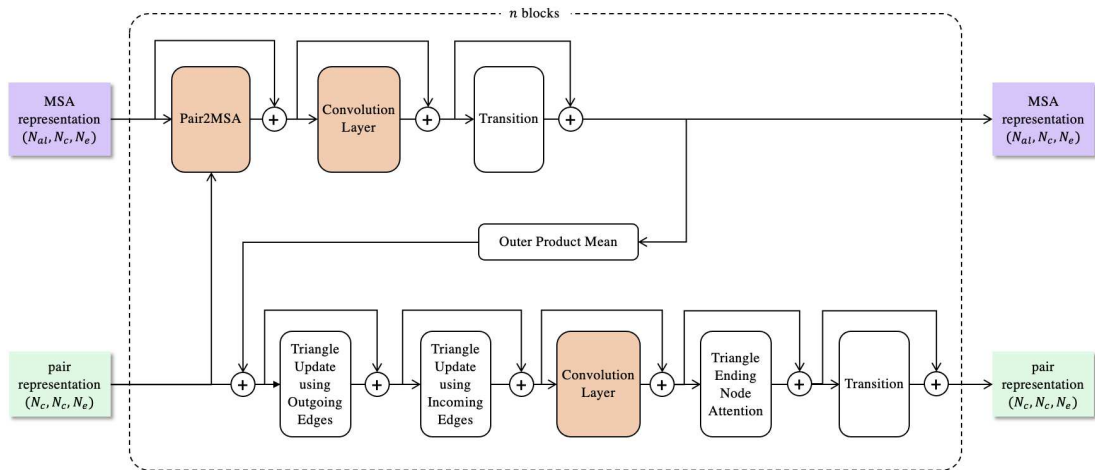 n blocks
MSA
representation
(N_al, N_c, N_e)
Pair2MSA
+
Convolution
Layer
+
Transition
+
MSA
representation
(N_al, N_c, N_e)
Outer Product Mean
pair
representation
(N_c, N_c, N_e)
+
Triangle
Update
using
Outgoing
Edges
+
Triangle
Update
using
Incoming
Edges
+
Convolution
Layer
+
Triangle
Ending
Node
Attention
+
Transition
+
pair
representation
(N_c, N_c, N_e)